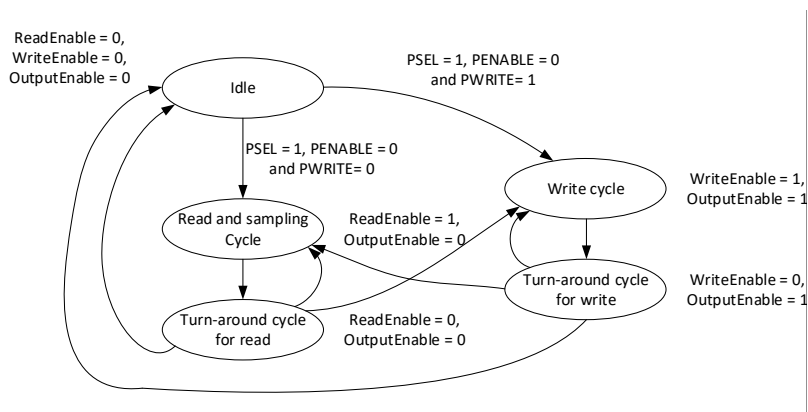 ReadEnable = 0,
WriteEnable = 0,
OutputEnable = 0
Idle
PSEL = 1, PENABLE = 0
and PWRITE= 1
PSEL = 1, PENABLE = 0
and PWRITE= 0
Write cycle
WriteEnable = 1,
OutputEnable = 1
Read and sampling
Cycle
ReadEnable = 1,
OutputEnable = 0
Turn-around cycle
for write
WriteEnable = 0,
OutputEnable = 1
Turn-around cycle
for read
ReadEnable = 0,
OutputEnable = 0